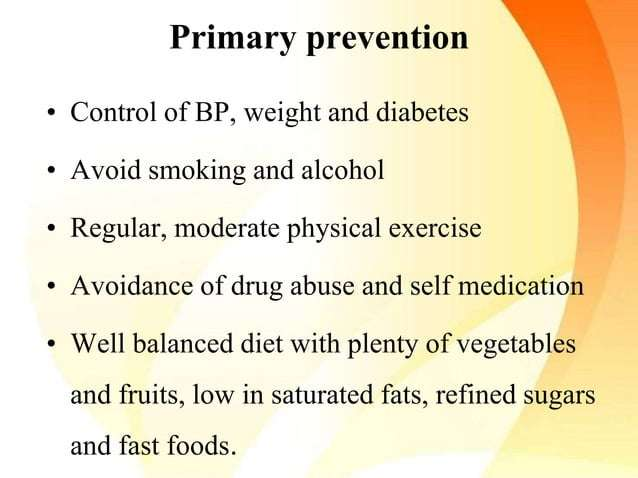 Primary prevention
• Control of BP, weight and diabetes
• Avoid smoking and alcohol
• Regular, moderate physical exercise
• Avoidance of drug abuse and self medication
• Well balanced diet with plenty of vegetables
and fruits, low in saturated fats, refined sugars
and fast foods.